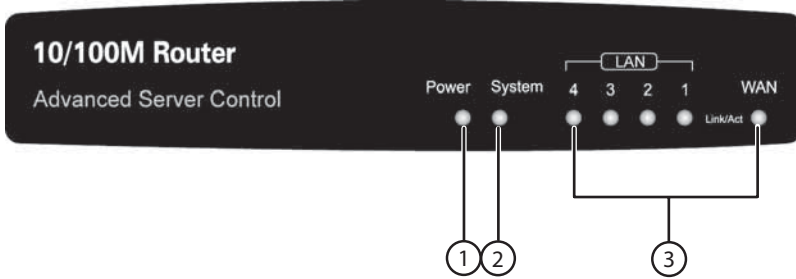 10/100M Router
Advanced Server Control
Power System
LAN
4 3 2 1
WAN
Link/Act
1 2 3